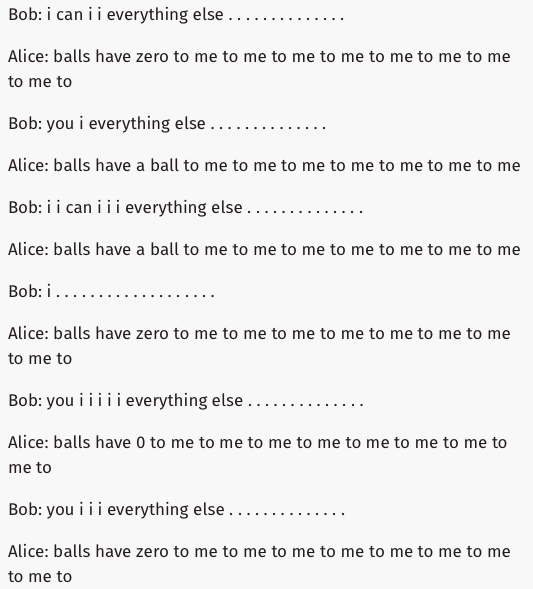 Bob: i can i i everything else . . . . . . . . . . . . . .
Alice: balls have zero to me to me to me to me to me to me to me
to me to
Bob: you i everything else . . . . . . . . . . . . . .
Alice: balls have a ball to me to me to me to me to me to me to me
Bob: i i can i i i everything else . . . . . . . . . . . . . .
Alice: balls have a ball to me to me to me to me to me to me to me
Bob: i . . . . . . . . . . . . . . . . . . .
Alice: balls have zero to me to me to me to me to me to me to me
to me to
Bob: you i i i i i everything else . . . . . . . . . . . . . .
Alice: balls have 0 to me to me to me to me to me to me to me to
me to
Bob: you i i i everything else . . . . . . . . . . . . . .
Alice: balls have zero to me to me to me to me to me to me to me
to me to